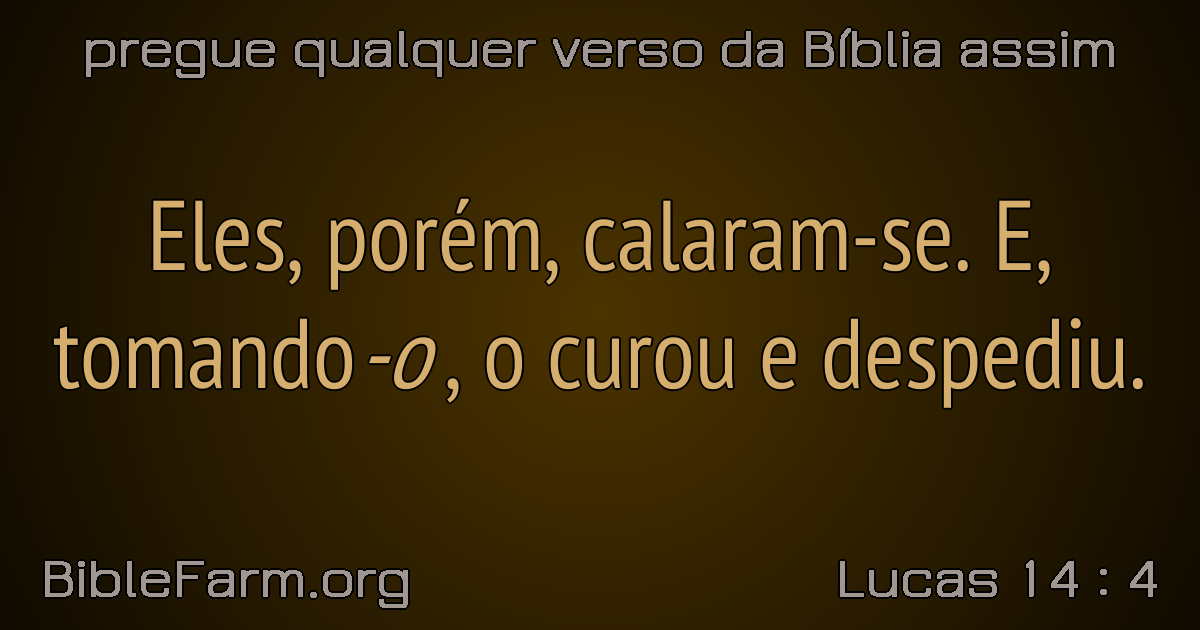 pregue qualquer verso da Bíblia assim
Eles, porém, calaram-se. E,
tomando-o, o curou e despediu.
BibleFarm.org
Lucas 14 : 4